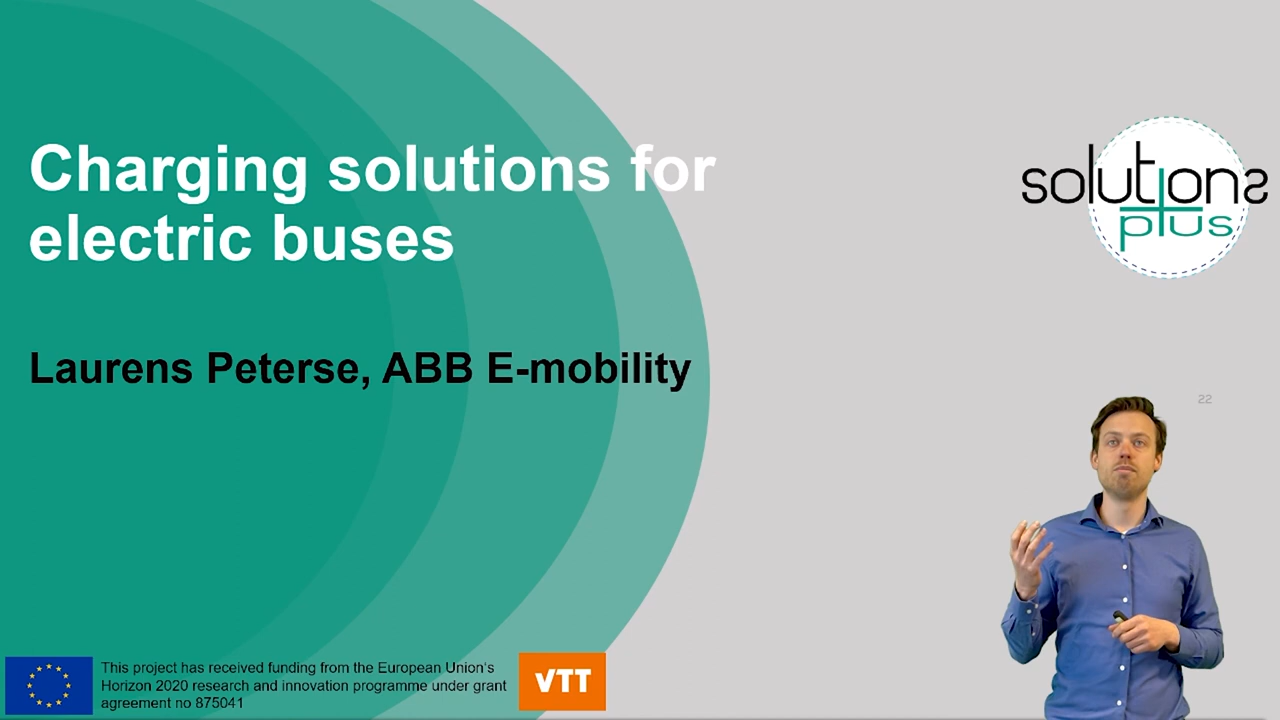 Charging solutions for
electric buses
Laurens Peterse, ABB E-mobility
solutions
plus
22
This project has received funding from the European Union's
Horizon 2020 research and innovation programme under grant
agreement no 875041
VTT